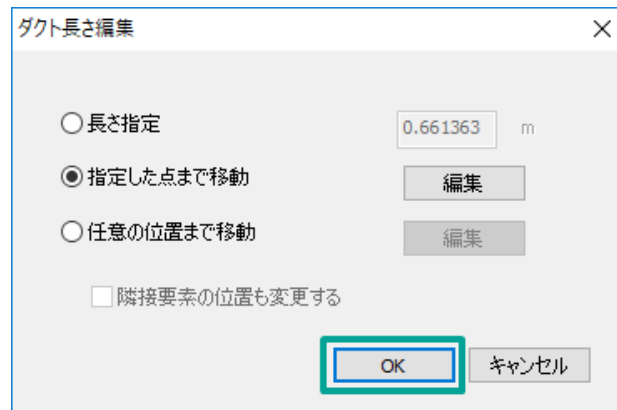 ダクト長さ編集
長さ指定 0.661363 m
指定した点まで移動 編集
任意の位置まで移動 編集
隣接要素の位置も変更する
OK キャンセル